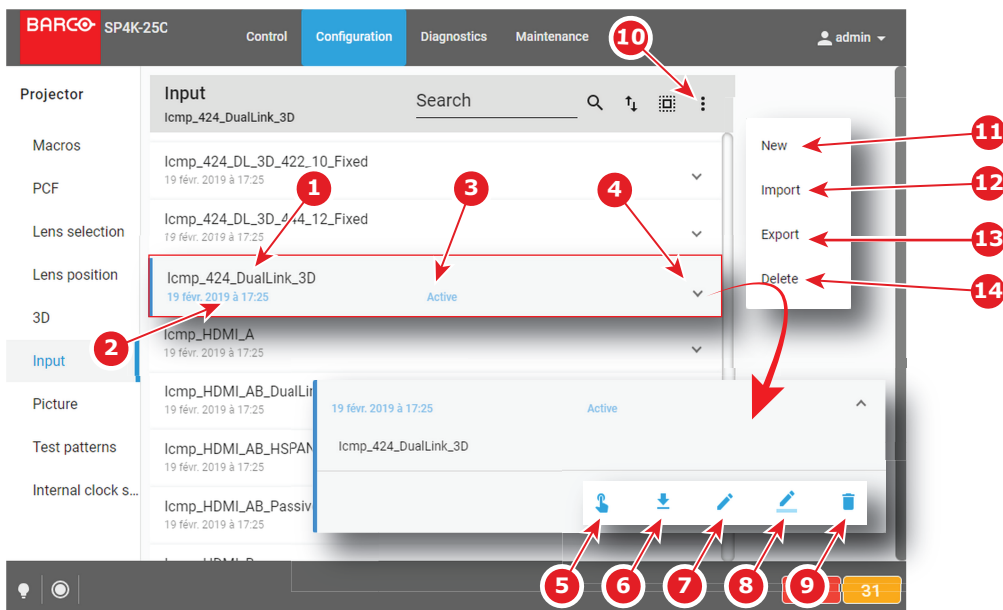 BARCO SP4K-25C
Control Configuration Diagnostics Maintenance admin
10
Projector
Macros
PCF
Lens selection
Lens position
3D
Input
Picture
Test patterns
Internal clock s...
Input
Icmp_424_DualLink_3D
Search
Icmp_424_DL_3D_422_10_Fixed
19 févr. 2019 à 17:25
Icmp_424_DL_3D_444_12_Fixed
19 févr. 2019 à 17:25
1
3
4
Icmp_424_DualLink_3D
19 févr. 2019 à 17:25 Active
2
Icmp_HDMI_A
19 févr. 2019 à 17:25
Icmp_HDMI_AB_DualLi
19 févr. 2019 à 17:25
Icmp_HDMI_AB_HSPAN
19 févr. 2019 à 17:25
Icmp_HDMI_AB_Passiv
19 févr. 2019 à 17:25
19 févr. 2019 à 17:25 Active
Icmp_424_DualLink_3D
5 6 7 8 9
New 11
Import 12
Export 13
Delete 14
31